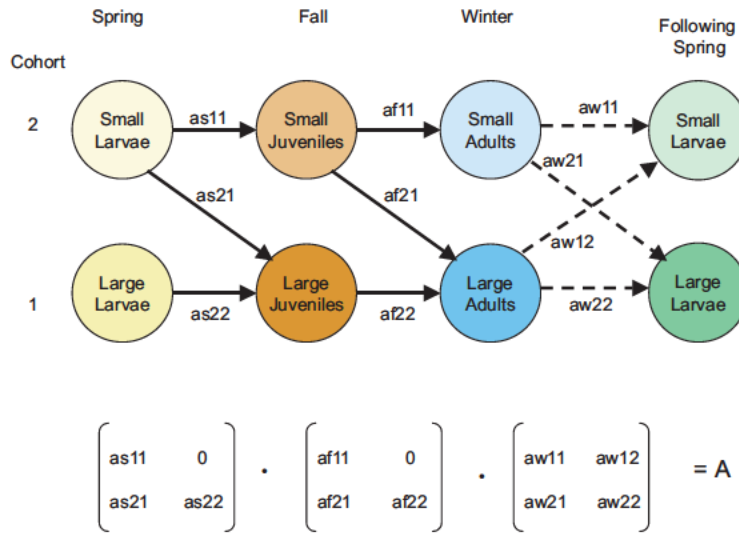 Spring Fall Winter Following
Spring
Cohort
2 Small
Larvae as11 Small
Juveniles af11 Small
Adults aw11 Small
Larvae
as21 af21 aw21
aw12
1 Large
Larvae as22 Large
Juveniles af22 Large
Adults aw22 Large
Larvae
as11 0 . af11 0 . aw11 aw12 = A
as21 as22 af21 af22 aw21 aw22